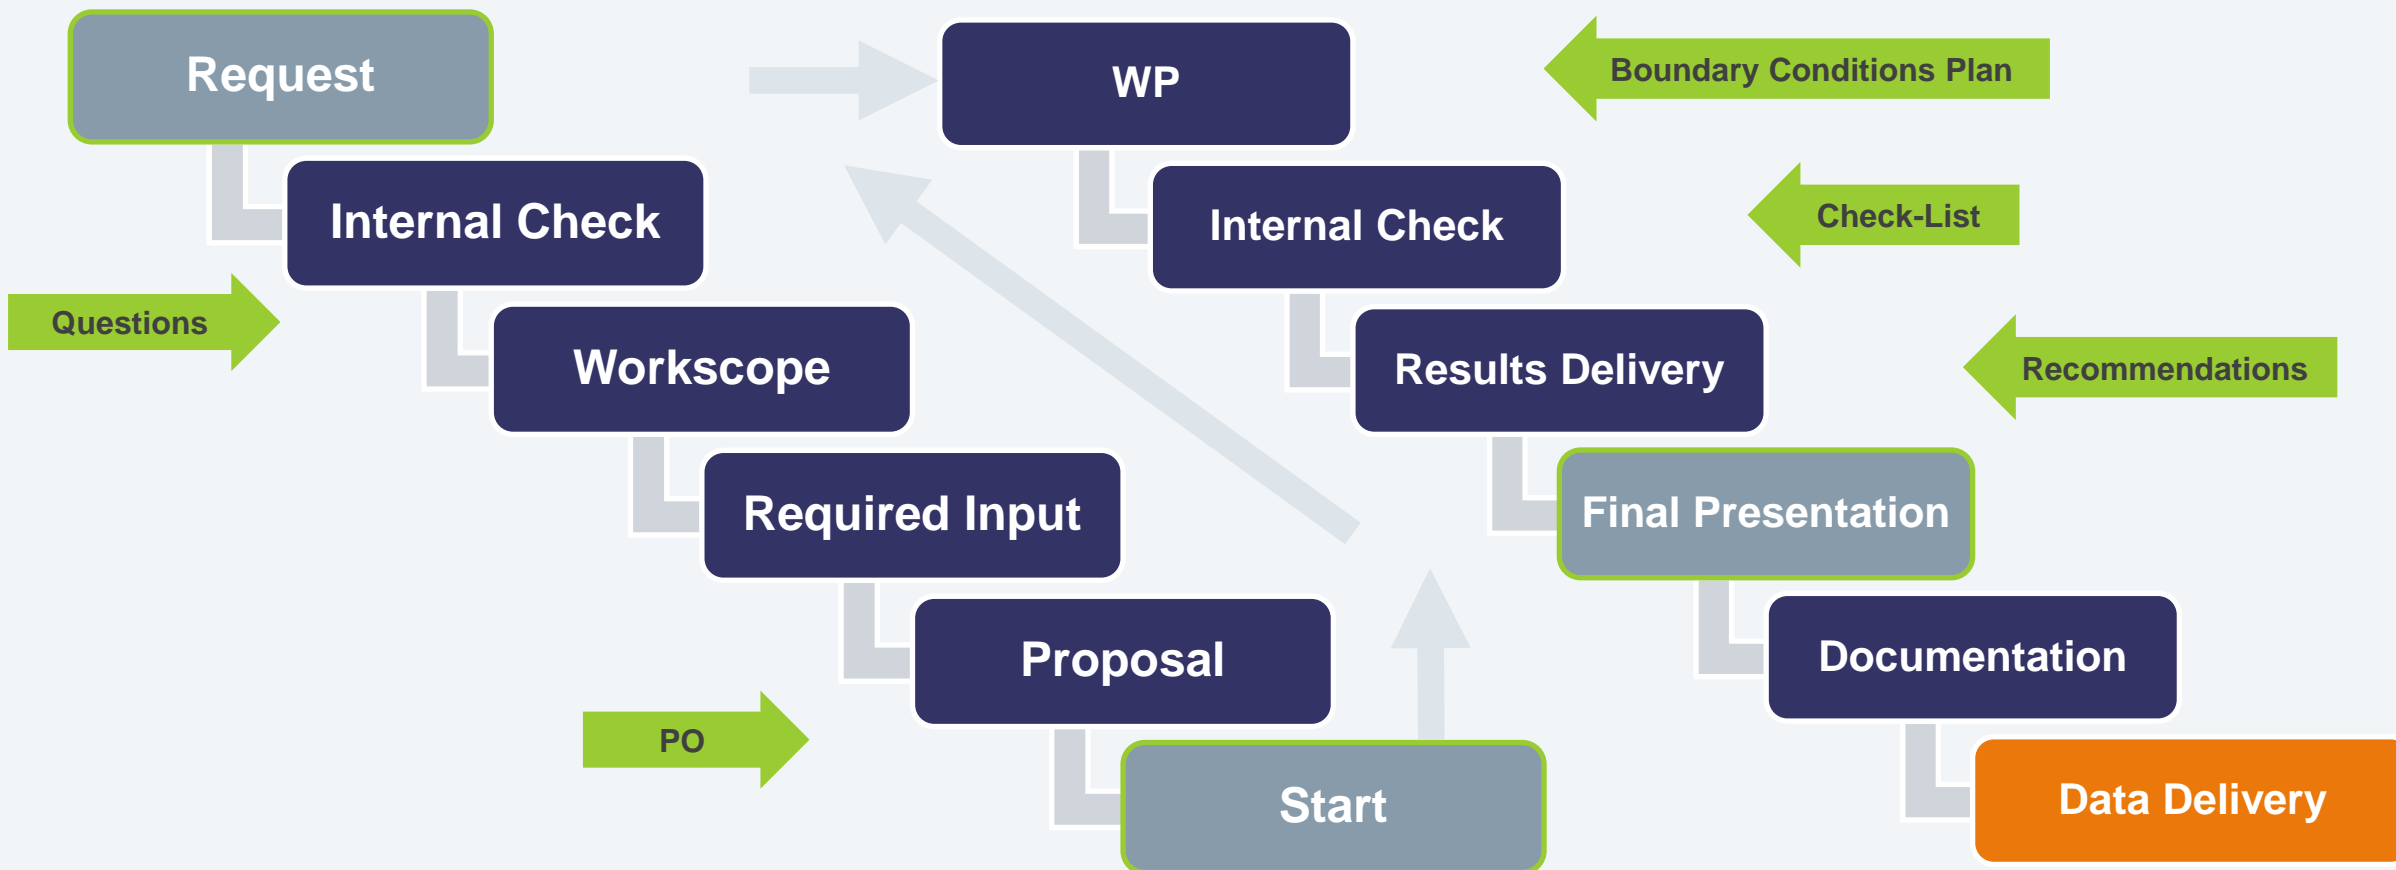 Request
Internal Check
Questions
Workscope
Required Input
Proposal
PO
Start
WP
Boundary Conditions Plan
Internal Check
Check-List
Results Delivery
Recommendations
Final Presentation
Documentation
Data Delivery